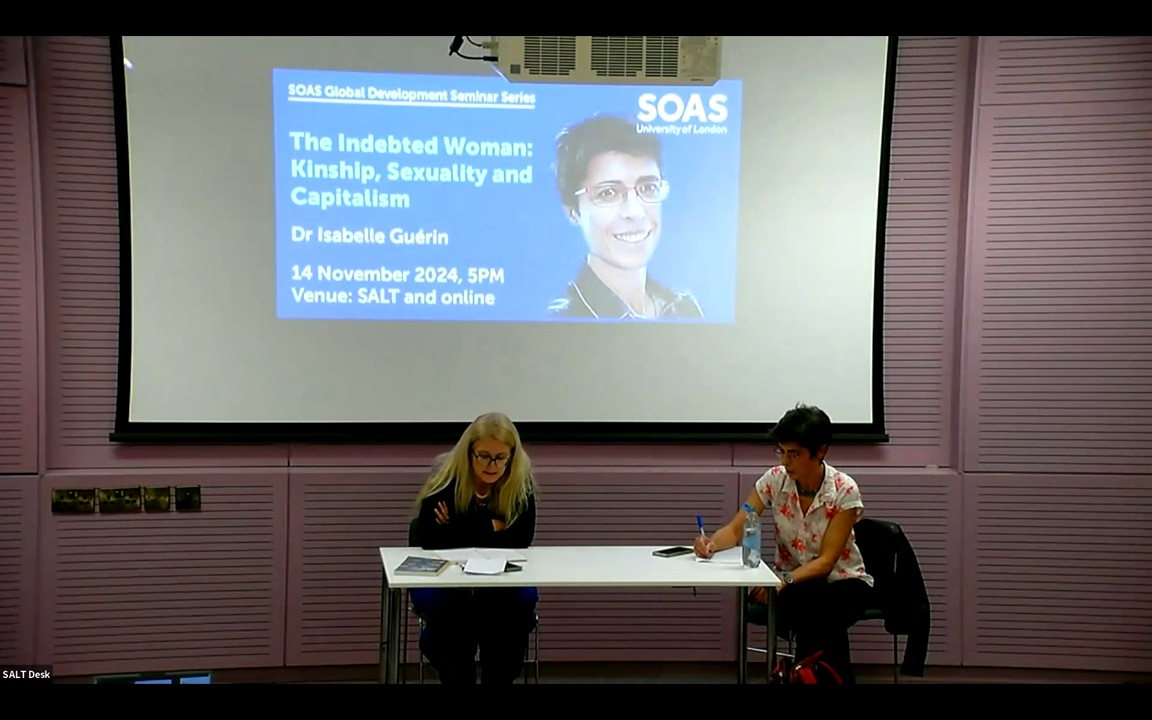 SOAS Global Development Seminar Series
SOAS
University of London
The Indebted Woman:
Kinship, Sexuality and
Capitalism
Dr Isabelle Guérin
14 November 2024, 5PM
Venue: SALT and online
SALT Desk